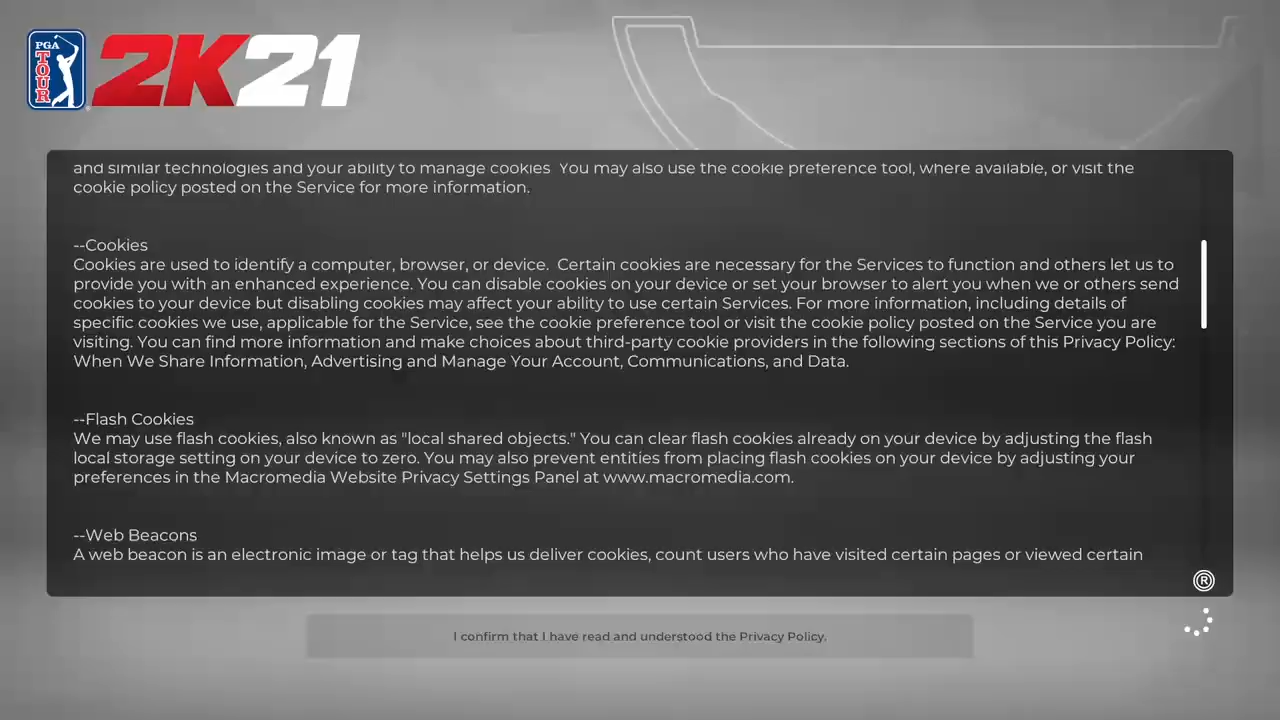 PGA
TOUR
2K21
and similar technologies and your ability to manage cookies  You may also use the cookie preference tool, where available, or visit the
cookie policy posted on the Service for more information.
--Cookies
Cookies are used to identify a computer, browser, or device.  Certain cookies are necessary for the Services to function and others let us to
provide you with an enhanced experience. You can disable cookies on your device or set your browser to alert you when we or others send
cookies to your device but disabling cookies may affect your ability to use certain Services. For more information, including details of
specific cookies we use, applicable for the Service, see the cookie preference tool or visit the cookie policy posted on the Service you are
visiting. You can find more information and make choices about third-party cookie providers in the following sections of this Privacy Policy:
When We Share Information, Advertising and Manage Your Account, Communications, and Data.
--Flash Cookies
We may use flash cookies, also known as "local shared objects." You can clear flash cookies already on your device by adjusting the flash
local storage setting on your device to zero. You may also prevent entities from placing flash cookies on your device by adjusting your
preferences in the Macromedia Website Privacy Settings Panel at www.macromedia.com.
--Web Beacons
A web beacon is an electronic image or tag that helps us deliver cookies, count users who have visited certain pages or viewed certain
®
I confirm that I have read and understood the Privacy Policy.